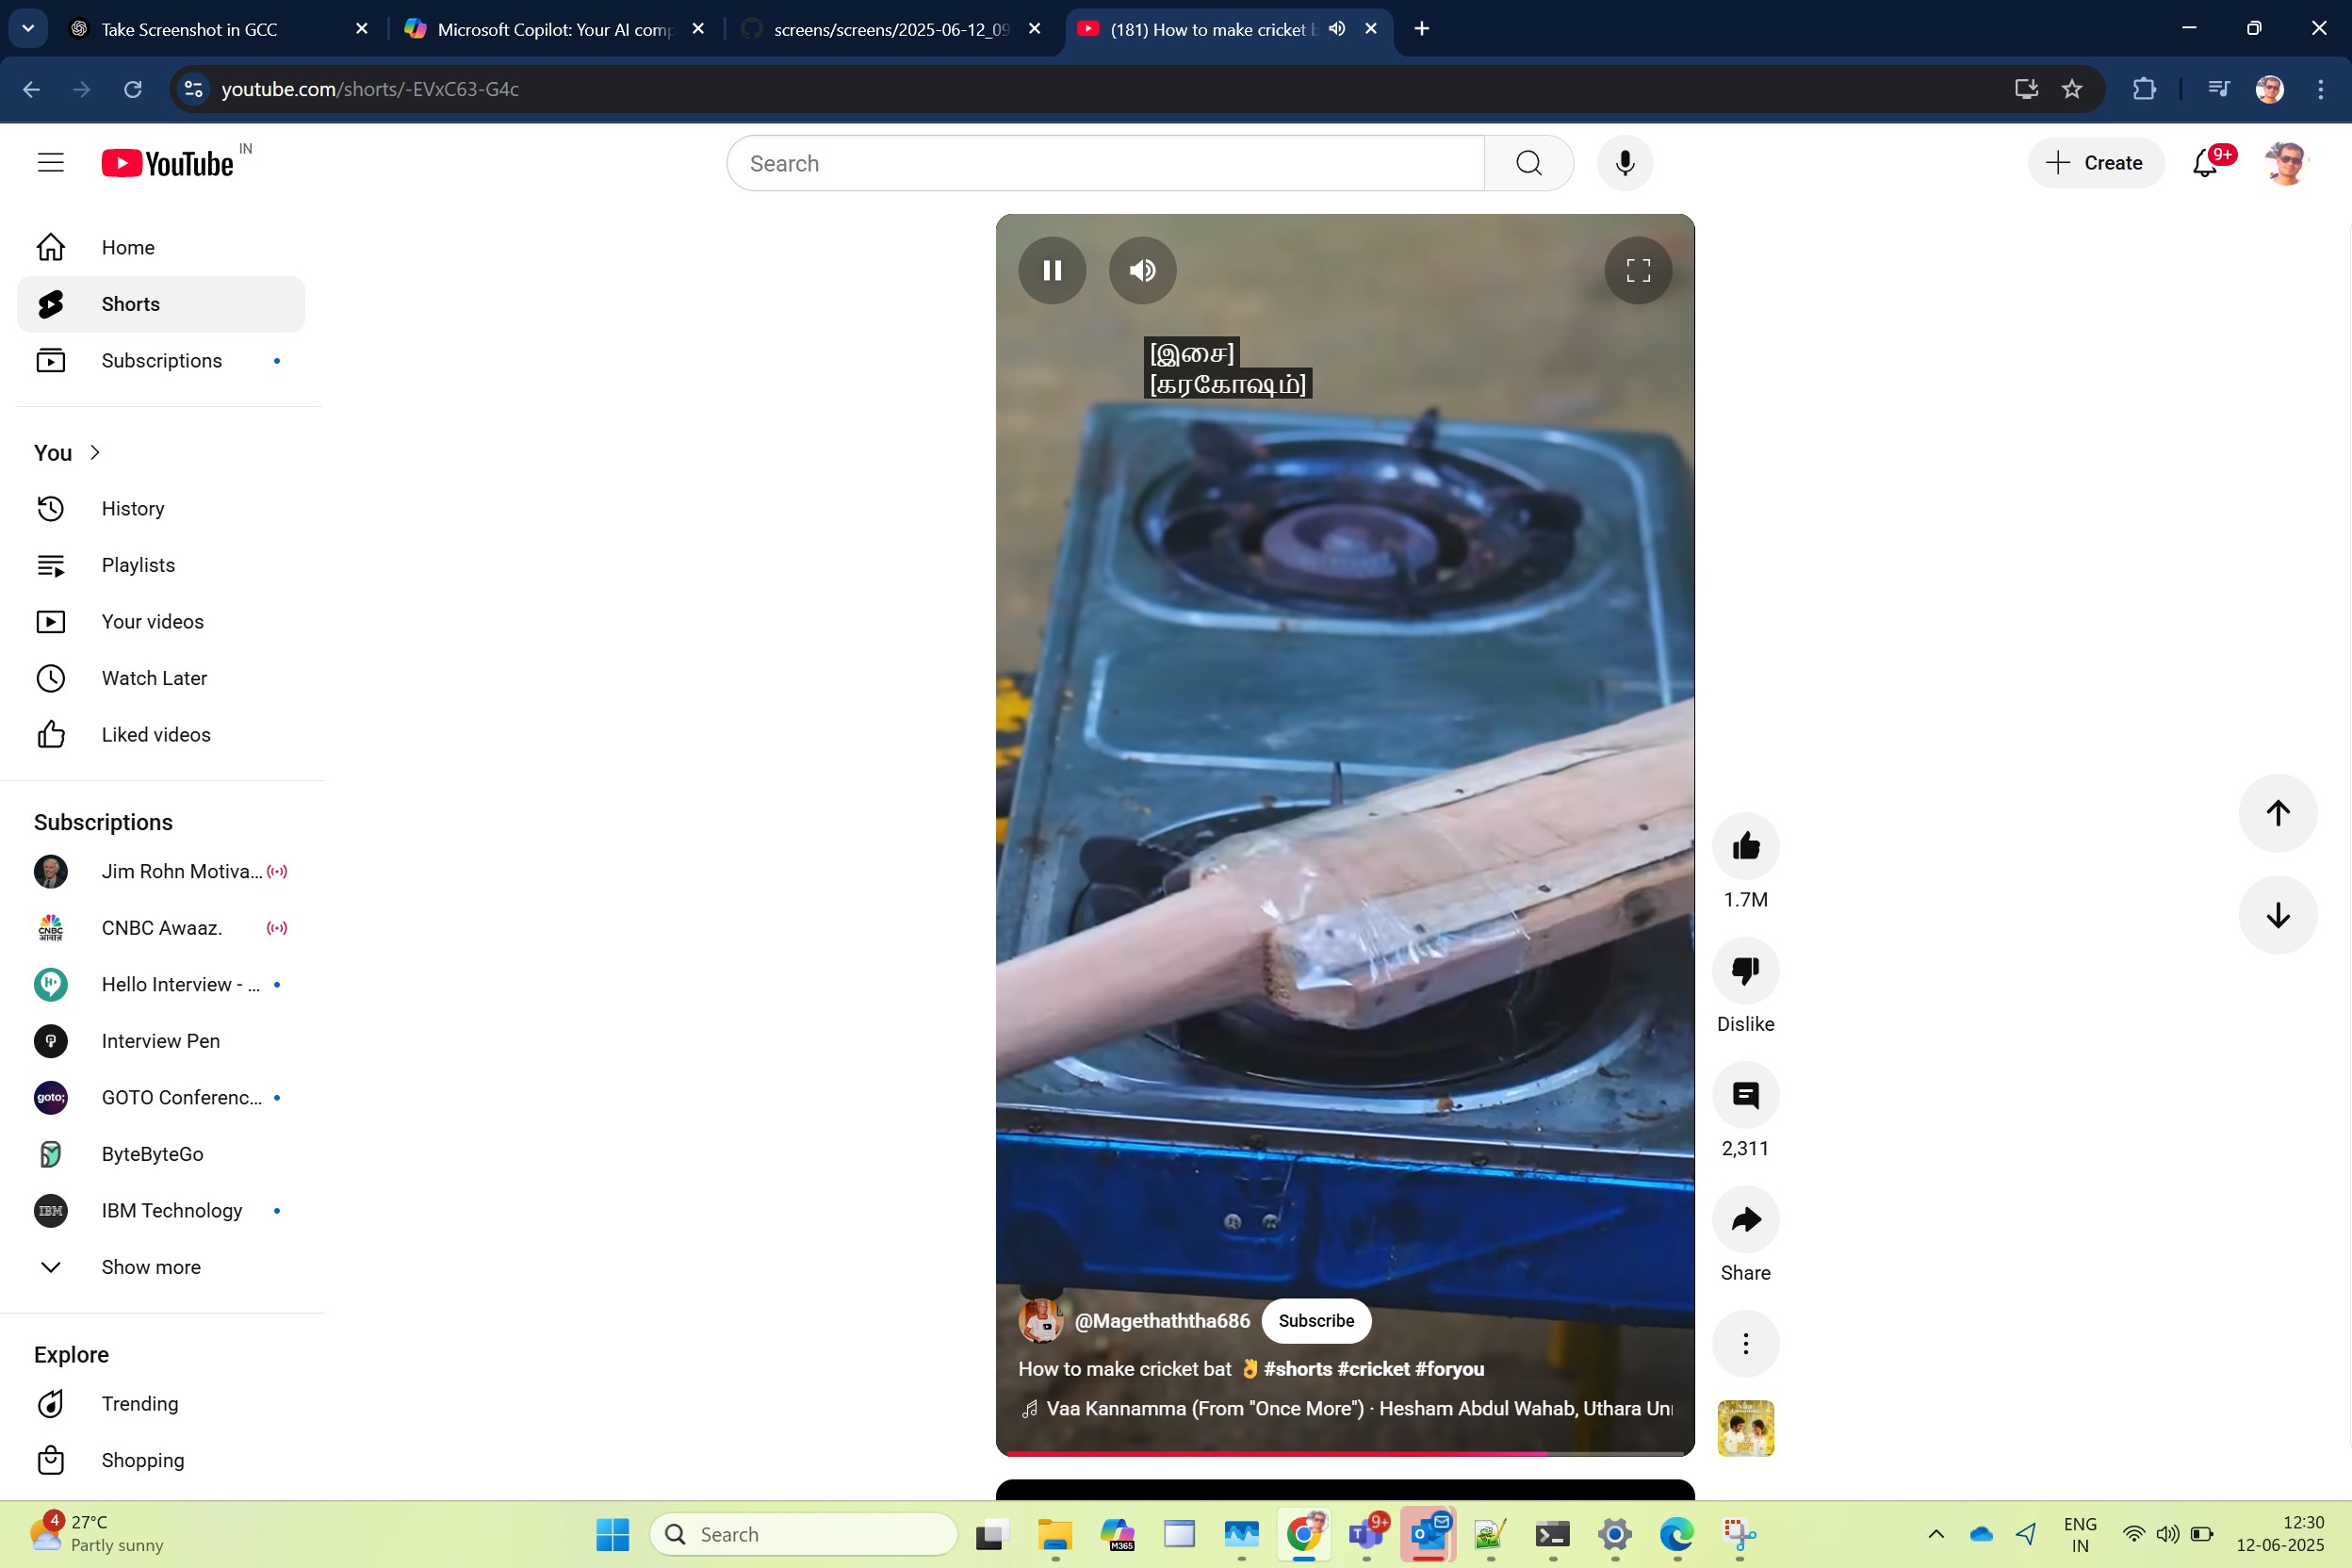 Take Screenshot in GCC
Microsoft Copilot: Your AI comp
screens/screens/2025-06-12_09
(181) How to make cricket b
youtube.com/shorts/-EVxC63-G4c
YouTube IN
Search
Create
9+
Home
Shorts
Subscriptions
You
History
Playlists
Your videos
Watch Later
Liked videos
Subscriptions
Jim Rohn Motiva...
CNBC Awaaz.
Hello Interview - ...
Interview Pen
goto;
GOTO Conferenc...
ByteByteGo
IBM
IBM Technology
Show more
Explore
Trending
Shopping
[இசை]
[கரகோஷம்]
1.7M
Dislike
2,311
Share
@Magethaththa686
Subscribe
How to make cricket bat 👌 #shorts #cricket #foryou
Vaa Kannamma (From "Once More") · Hesham Abdul Wahab, Uthara Un
4
27°C
Partly sunny
Search
M365
9+
ENG
IN
12:30
12-06-2025